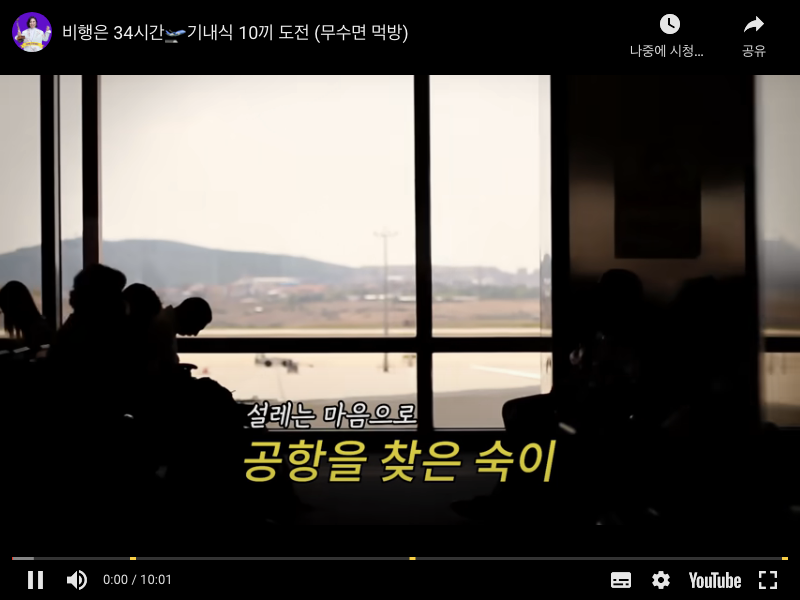 비행은 34시간🛫기내식 10끼 도전 (무수면 먹방)
나중에 시청...
공유
설레는 마음으로
공항을 찾은 숙이
0:00 / 10:01
YouTube